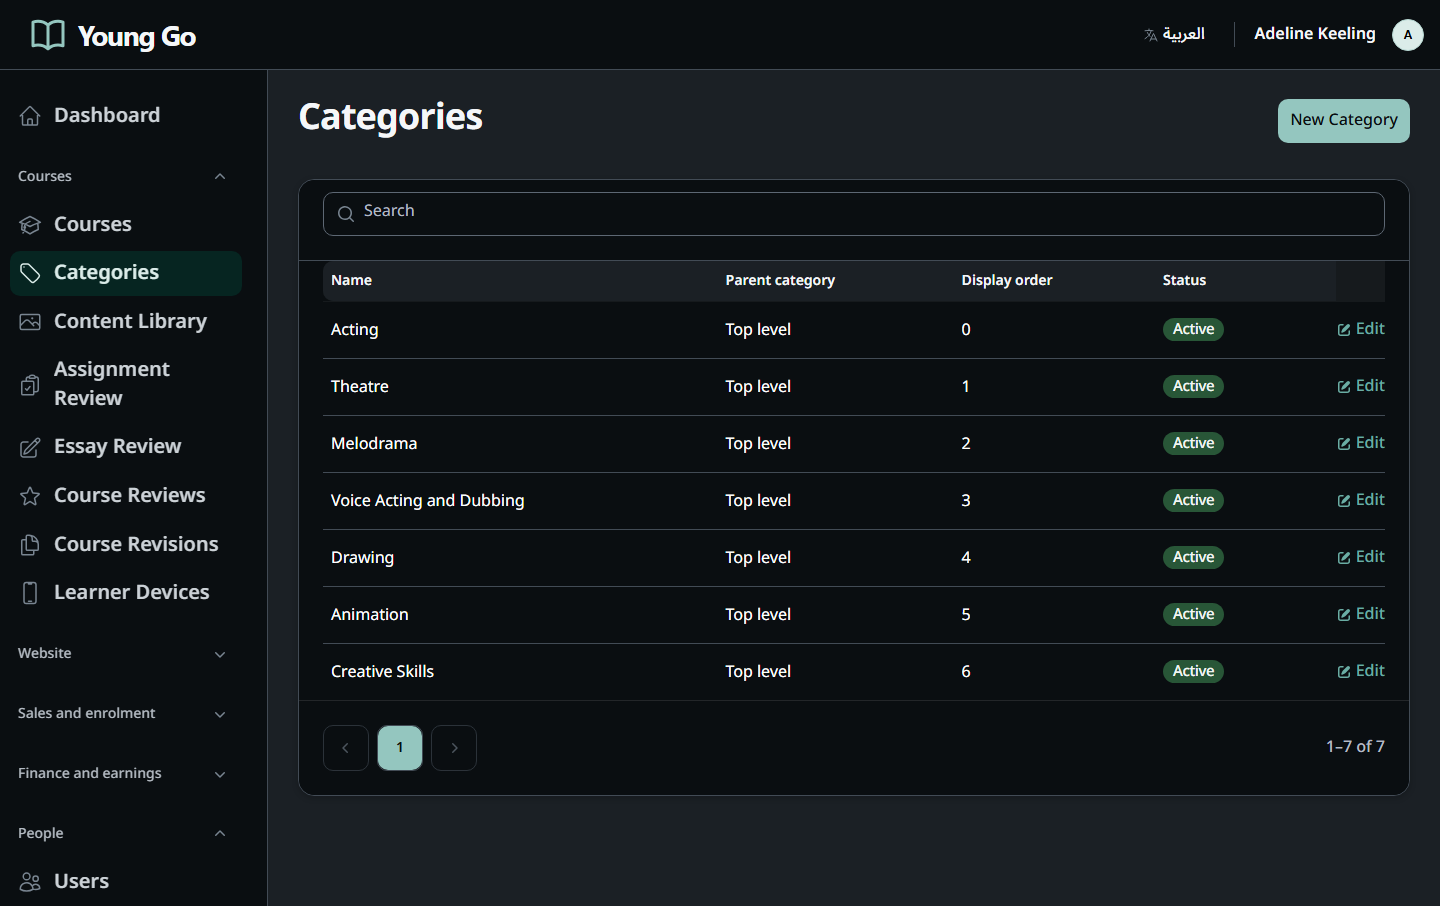 Young Go
العربية
Adeline Keeling
A
Dashboard
Courses
Courses
Categories
Content Library
Assignment
Review
Essay Review
Course Reviews
Course Revisions
Learner Devices
Website
Sales and enrolment
Finance and earnings
People
Users
Categories
New Category
Search
Name Parent category Display order Status
Acting Top level 0 Active Edit
Theatre Top level 1 Active Edit
Melodrama Top level 2 Active Edit
Voice Acting and Dubbing Top level 3 Active Edit
Drawing Top level 4 Active Edit
Animation Top level 5 Active Edit
Creative Skills Top level 6 Active Edit
1
1–7 of 7